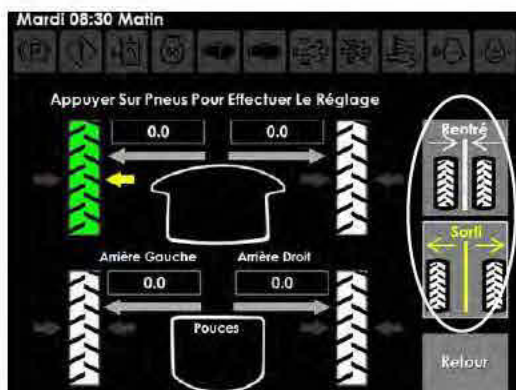 Mardi 08:30 Matin
Appuyer Sur Pneus Pour Effectuer Le Réglage
0.0 0.0
Rentré
Sorti
Arrière Gauche Arrière Droit
0.0 0.0
Pouces
Retour